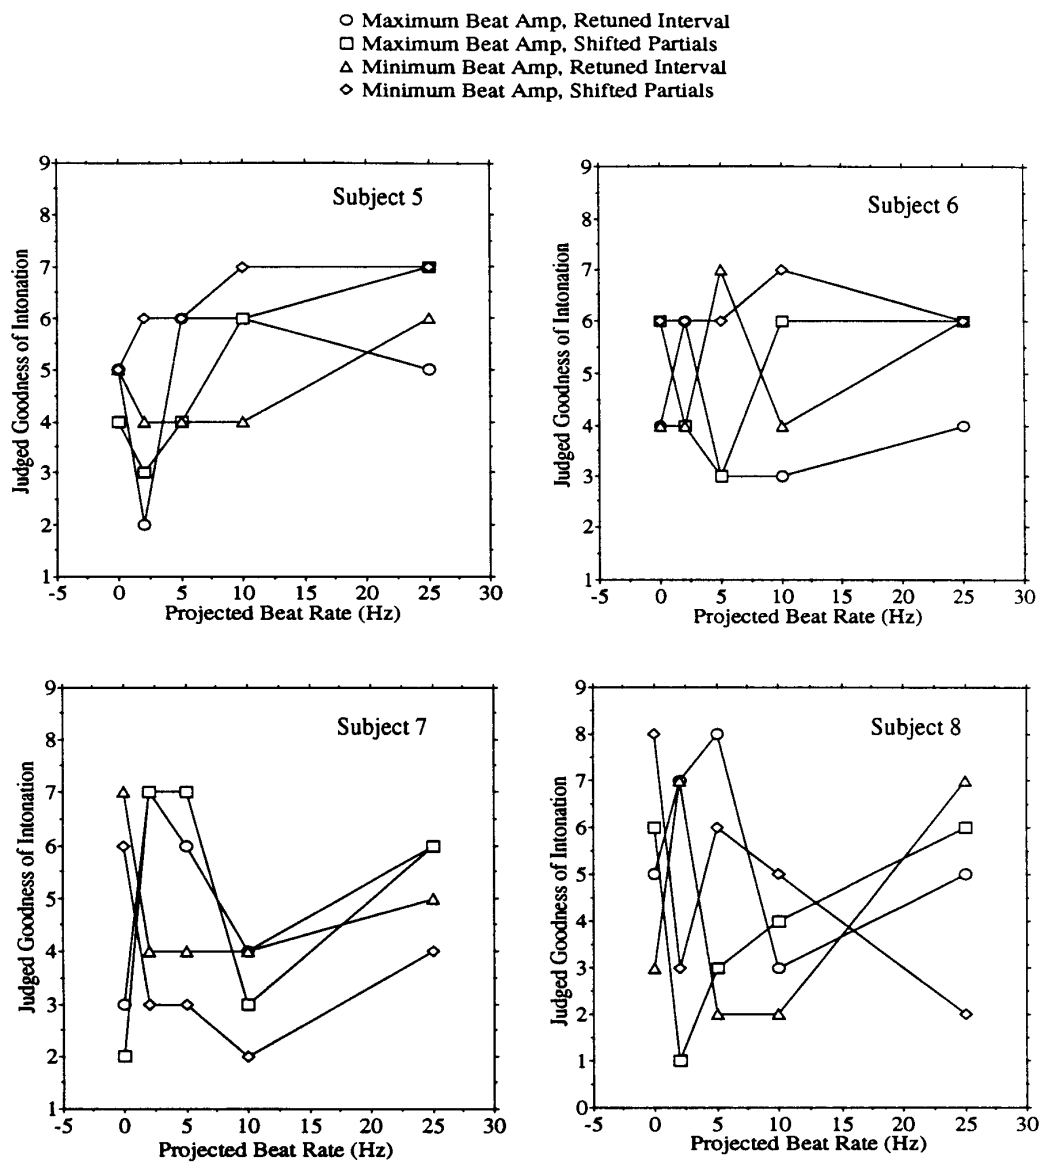 Maximum Beat Amp, Retuned Interval
Maximum Beat Amp, Shifted Partials
Minimum Beat Amp, Retuned Interval
Minimum Beat Amp, Shifted Partials
Subject 5
9
8
7
6
5
4
3
2
1
Judged Goodness of Intonation
-5 0 5 10 15 20 25 30
Projected Beat Rate (Hz)
Subject 6
9
8
7
6
5
4
3
2
1
Judged Goodness of Intonation
-5 0 5 10 15 20 25 30
Projected Beat Rate (Hz)
Subject 7
9
8
7
6
5
4
3
2
1
Judged Goodness of Intonation
-5 0 5 10 15 20 25 30
Projected Beat Rate (Hz)
Subject 8
9
8
7
6
5
4
3
2
1
0
Judged Goodness of Intonation
-5 0 5 10 15 20 25 30
Projected Beat Rate (Hz)